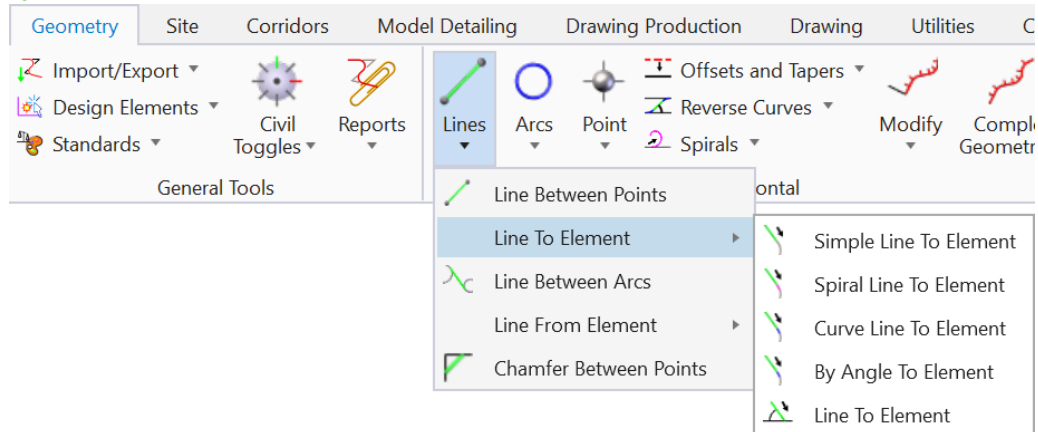 Geometry Site Corridors Model Detailing Drawing Production Drawing Utilities
Import/Export
Design Elements
Standards
Civil Toggles
Reports
General Tools
Lines
Arcs
Point
Offsets and Tapers
Reverse Curves
Spirals
Modify
Line Between Points
Line To Element
Line Between Arcs
Line From Element
Chamfer Between Points
Simple Line To Element
Spiral Line To Element
Curve Line To Element
By Angle To Element
Line To Element